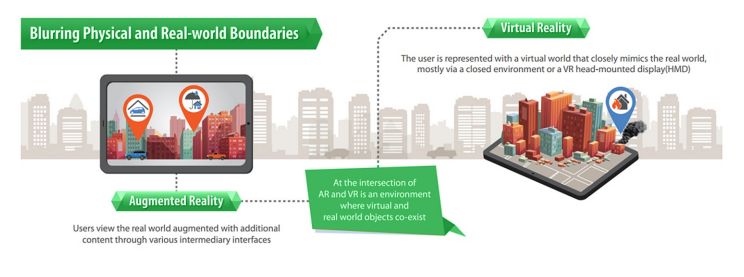 Blurring Physical and Real-world Boundaries
Virtual Reality
The user is represented with a virtual world that closely mimics the real world,
mostly via a closed environment or a VR head-mounted display(HMD)
Augmented Reality
Users view the real world augmented with additional
content through various intermediary interfaces
At the intersection of
AR and VR is an environment
where virtual and
real world objects co-exist